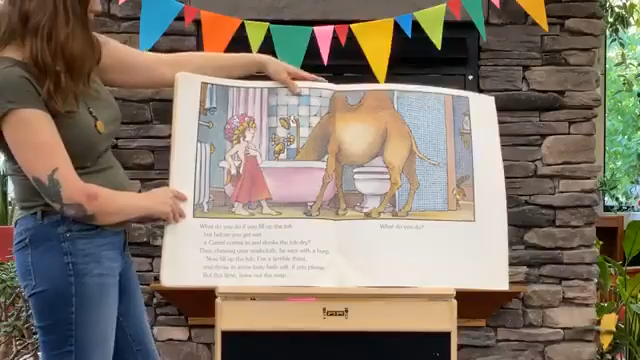 What do you do if you fill up the tub
but before you get wet
a Camel comes in and drinks the tub dry?
Then, chewing your washcloth, he says with a burp,
"Now fill up the tub, I'm a terrible thirst,
and throw in some tasty bath salt, if you please.
But this time, leave out the soap.
What do you do?